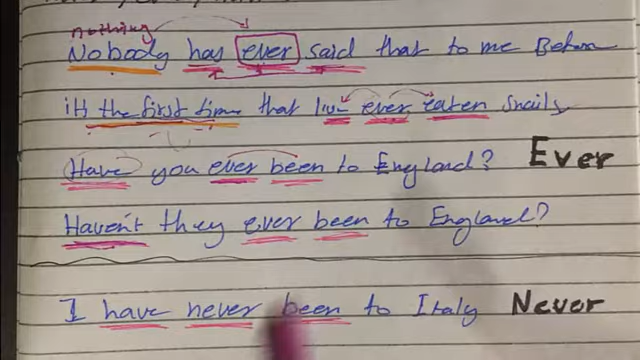 nothing
Nobody has ever said that to me Before
it's the first time that I've ever eaten snails
Have you ever been to England? Ever
Haven't they ever been to England?
I have never been to Italy Never